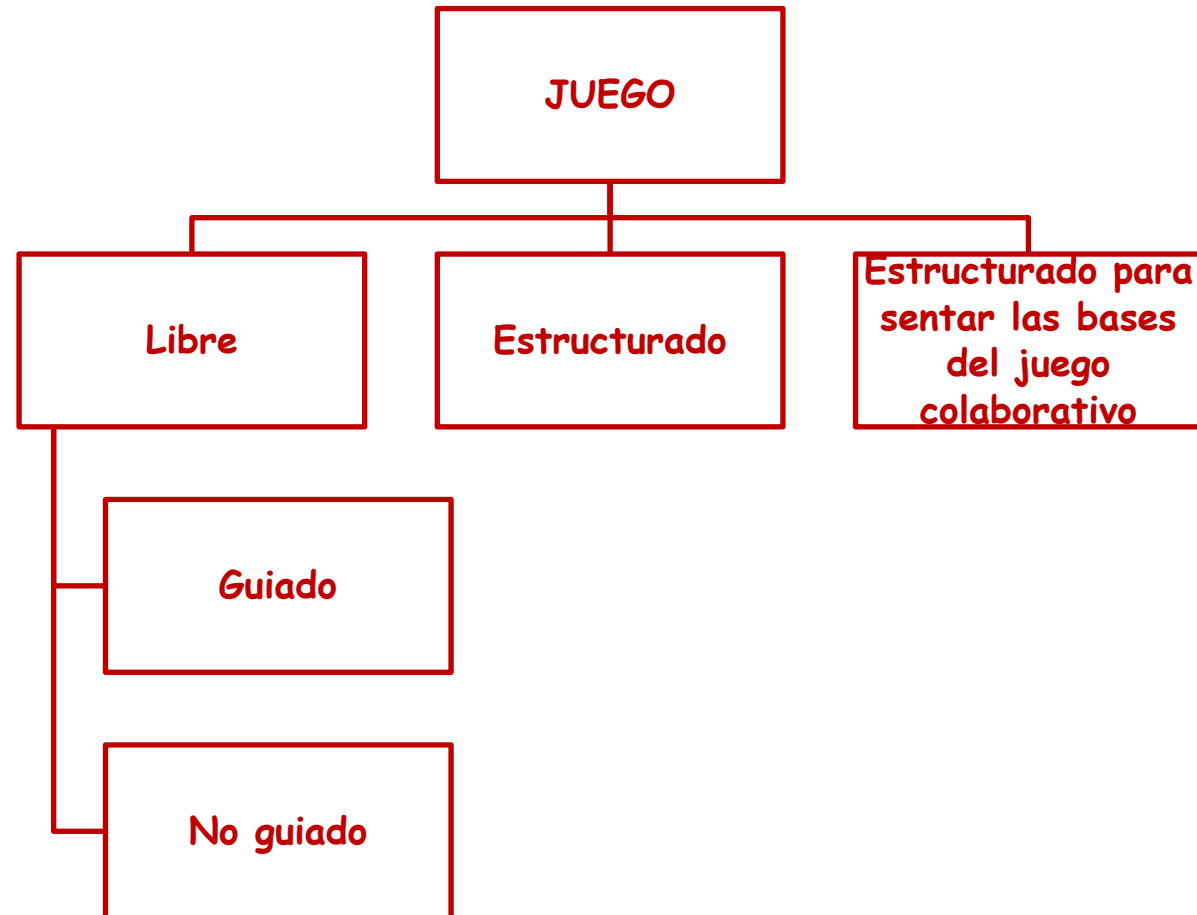 JUEGO
Libre
Estructurado
Estructurado para
sentar las bases
del juego
colaborativo
Guiado
No guiado